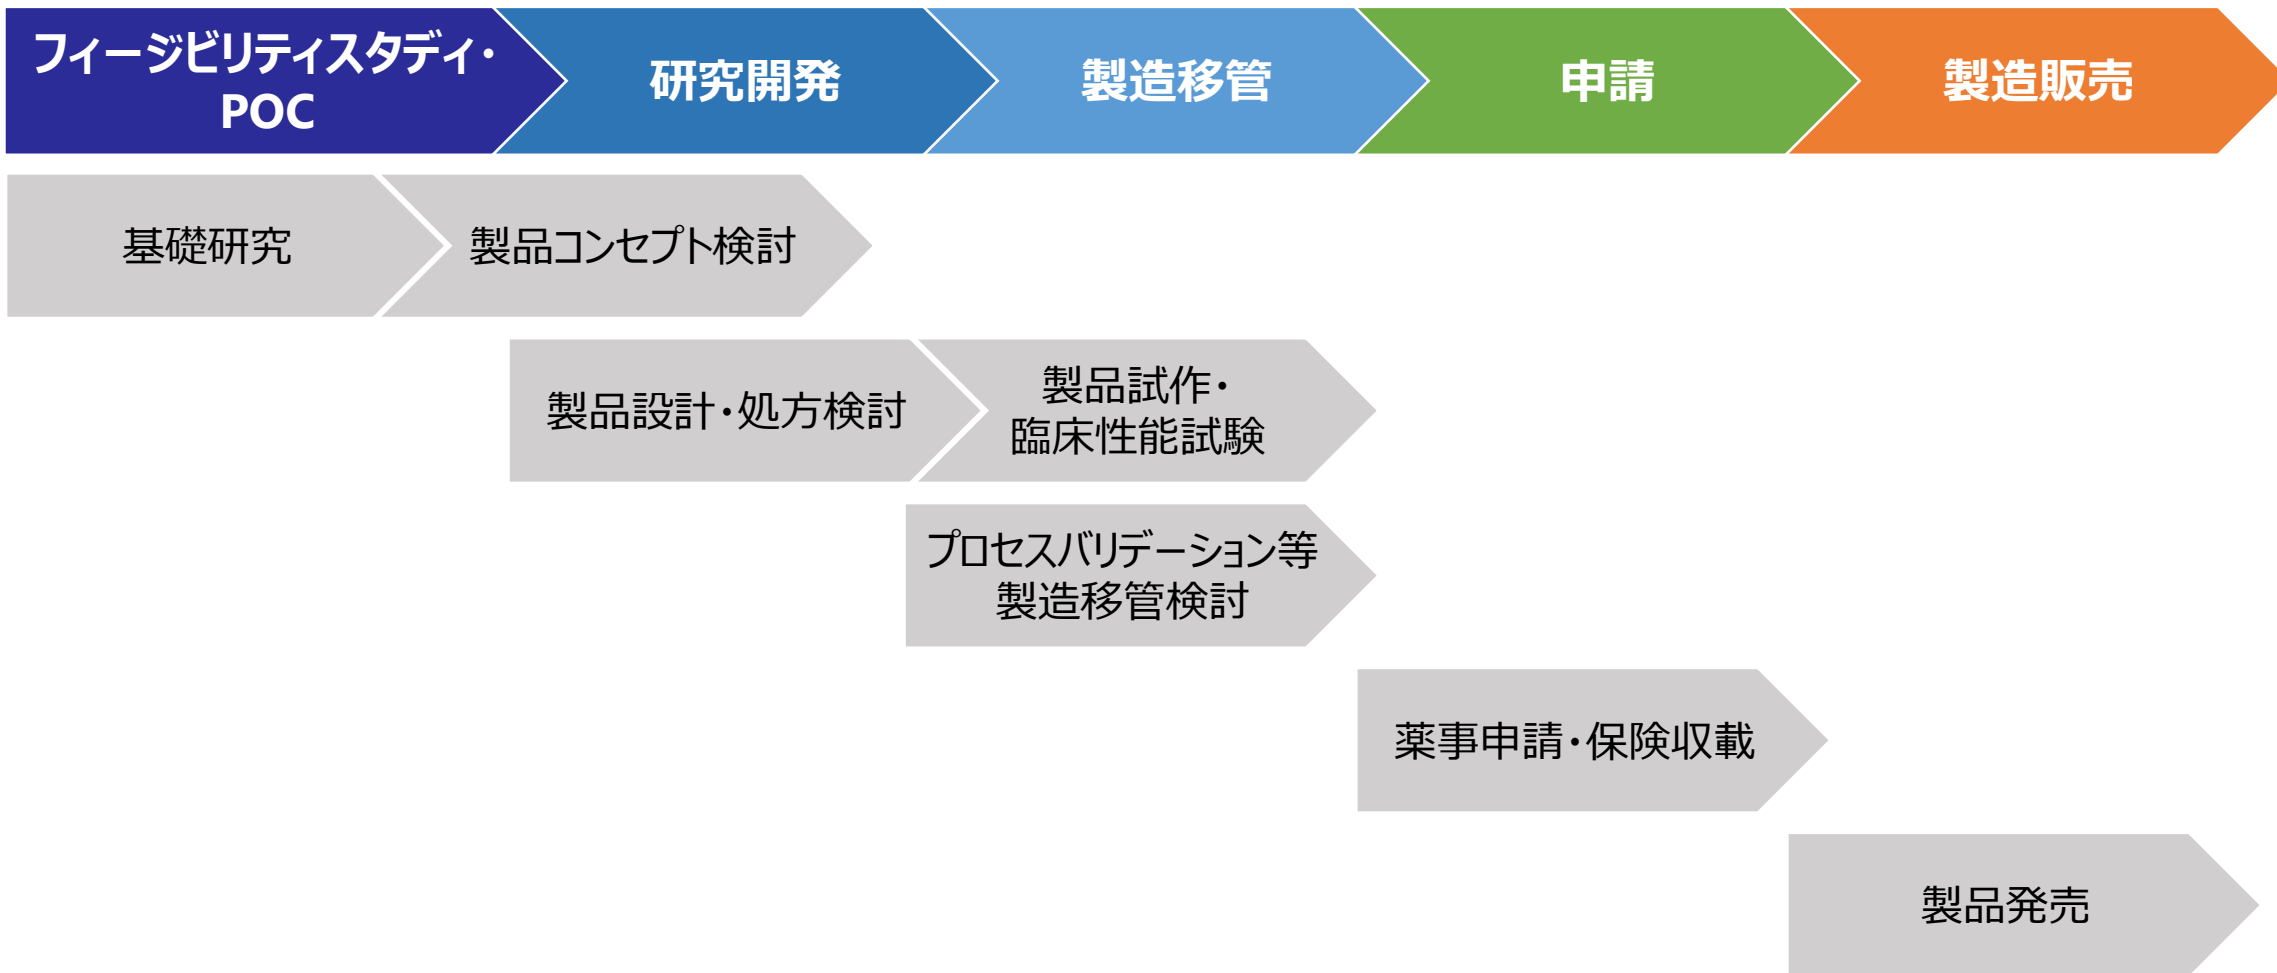 フィージビリティスタディ・
POC
研究開発
製造移管
申請
製造販売
基礎研究
製品コンセプト検討
製品設計・処方検討
製品試作・
臨床性能試験
プロセスバリデーション等
製造移管検討
薬事申請・保険収載
製品発売